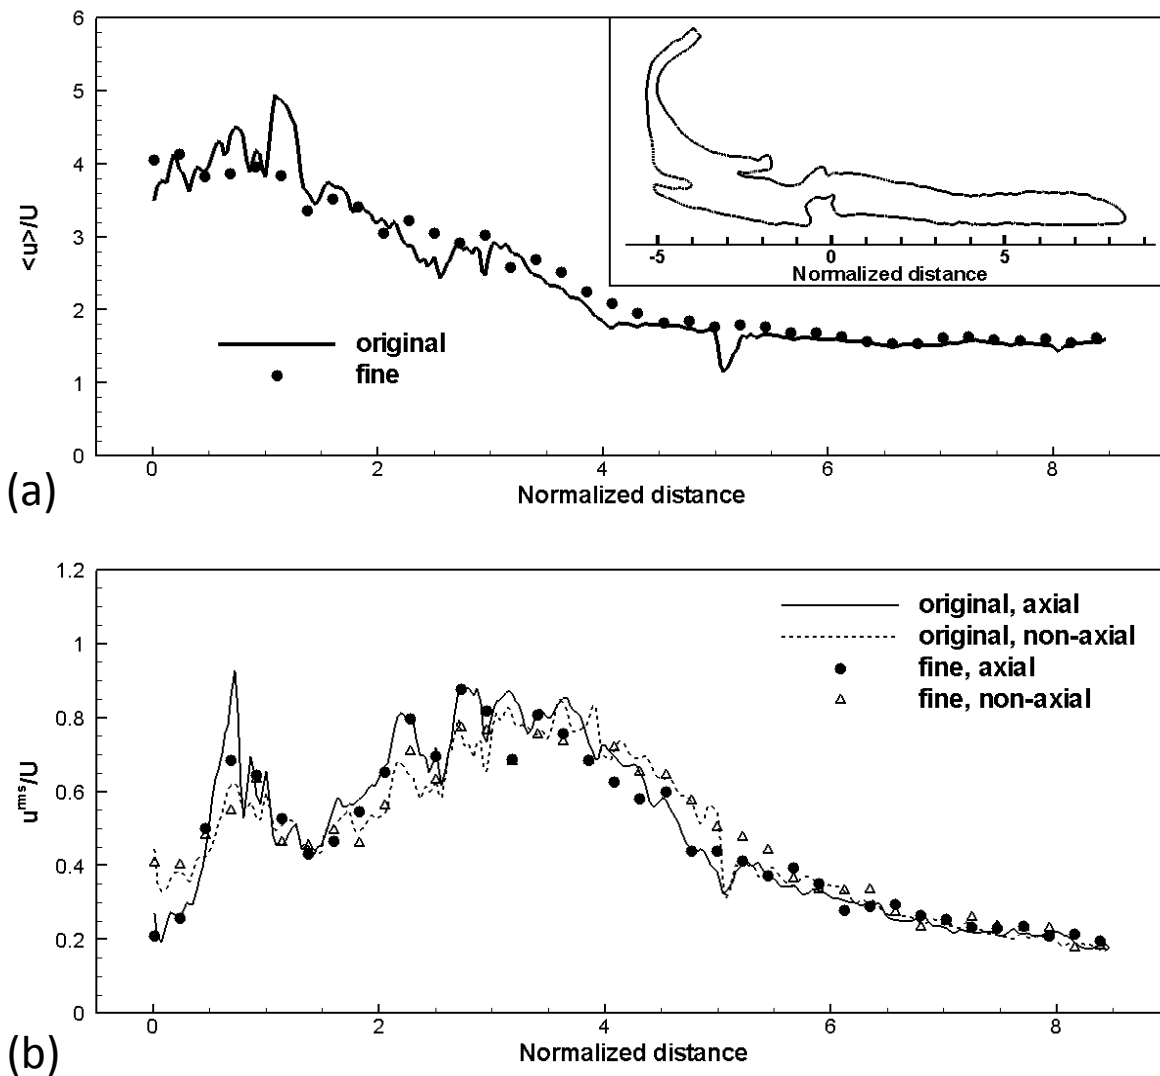 6
5
4
3
2
1
0
<u>/U
-5
0
5
Normalized distance
original
fine
0
2
4
6
8
Normalized distance
(a)
1.2
1
0.8
0.6
0.4
0.2
0
u^rms/U
original, axial
original, non-axial
fine, axial
fine, non-axial
0
2
4
6
8
Normalized distance
(b)